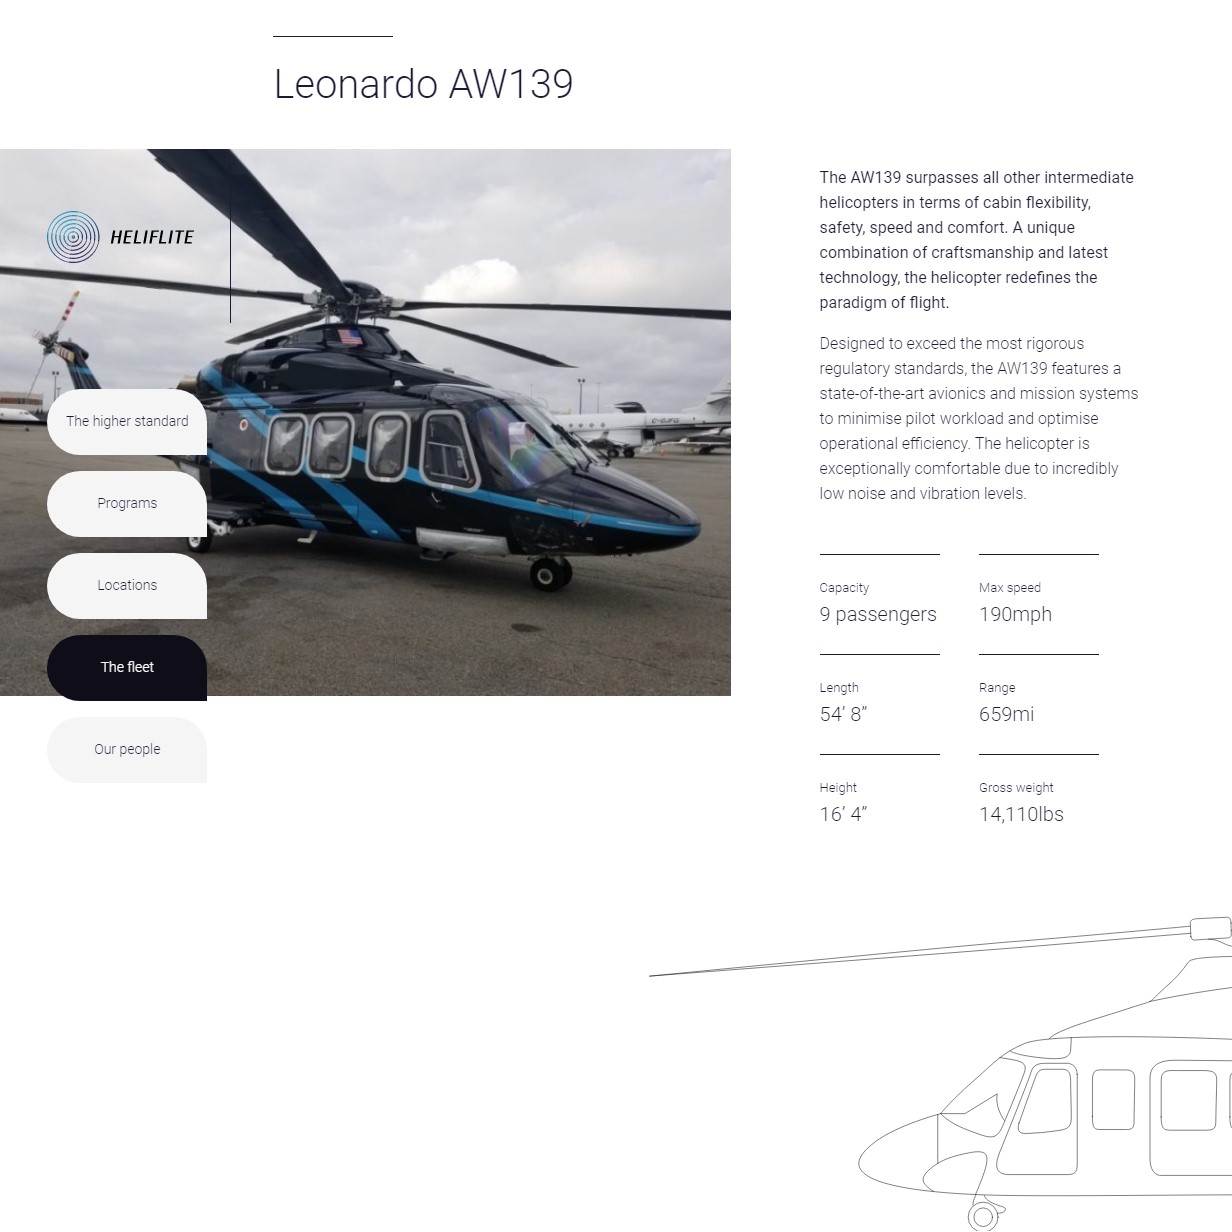 Leonardo AW139
HELIFLITE
The higher standard
Programs
Locations
The fleet
Our people
The AW139 surpasses all other intermediate
helicopters in terms of cabin flexibility,
safety, speed and comfort. A unique
combination of craftsmanship and latest
technology, the helicopter redefines the
paradigm of flight.
Designed to exceed the most rigorous
regulatory standards, the AW139 features a
state-of-the-art avionics and mission systems
to minimise pilot workload and optimise
operational efficiency. The helicopter is
exceptionally comfortable due to incredibly
low noise and vibration levels.
Capacity
9 passengers
Max speed
190mph
Length
54’ 8”
Range
659mi
Height
16’ 4”
Gross weight
14,110lbs